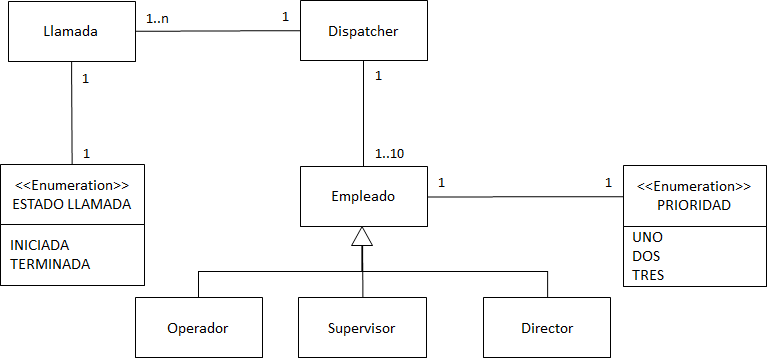 Llamada
1..n
1
Dispatcher
1
1
1
1..10
<<Enumeration>>
ESTADO LLAMADA
INICIADA
TERMINADA
Empleado
1
1
<<Enumeration>>
PRIORIDAD
UNO
DOS
TRES
Operador
Supervisor
Director